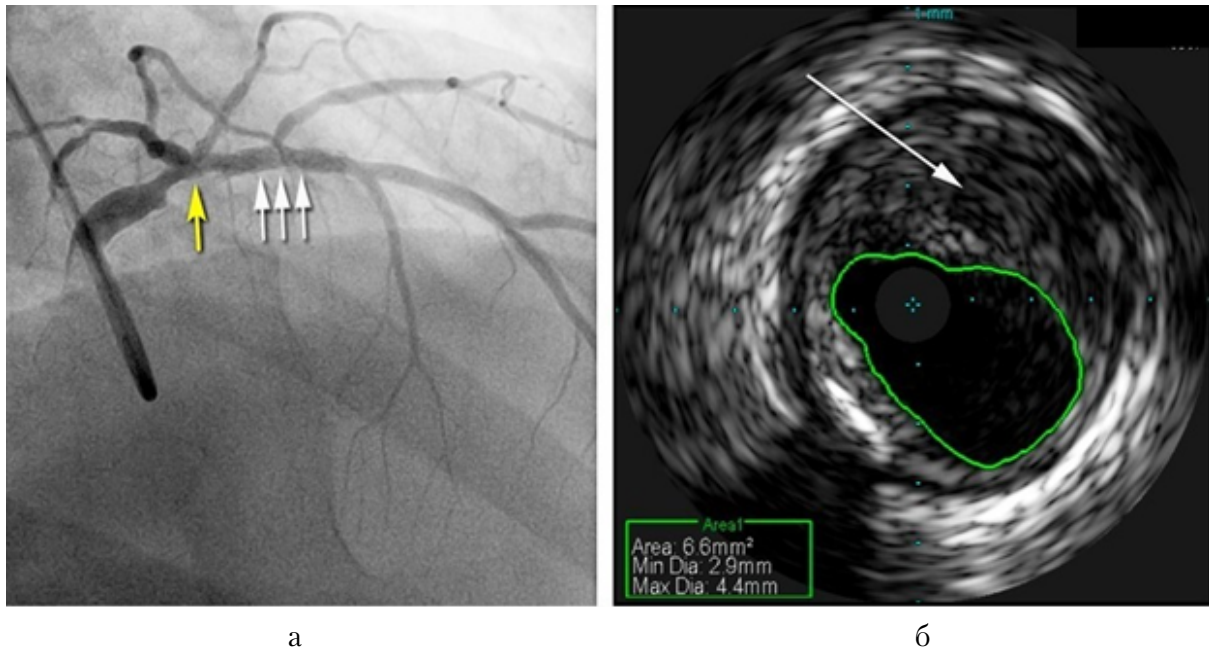 1 mm
Area1
Area: 6.6mm²
Min Dia: 2.9mm
Max Dia: 4.4mm
а
б